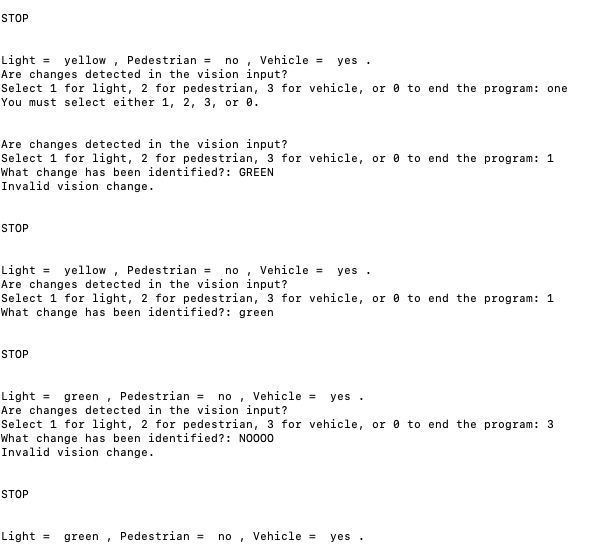 STOP
Light =  yellow , Pedestrian =  no , Vehicle =  yes .
Are changes detected in the vision input?
Select 1 for light, 2 for pedestrian, 3 for vehicle, or 0 to end the program: one
You must select either 1, 2, 3, or 0.
Are changes detected in the vision input?
Select 1 for light, 2 for pedestrian, 3 for vehicle, or 0 to end the program: 1
What change has been identified?: GREEN
Invalid vision change.
STOP
Light =  yellow , Pedestrian =  no , Vehicle =  yes .
Are changes detected in the vision input?
Select 1 for light, 2 for pedestrian, 3 for vehicle, or 0 to end the program: 1
What change has been identified?: green
STOP
Light =  green , Pedestrian =  no , Vehicle =  yes .
Are changes detected in the vision input?
Select 1 for light, 2 for pedestrian, 3 for vehicle, or 0 to end the program: 3
What change has been identified?: NOOOO
Invalid vision change.
STOP
Light =  green , Pedestrian =  no , Vehicle =  yes .